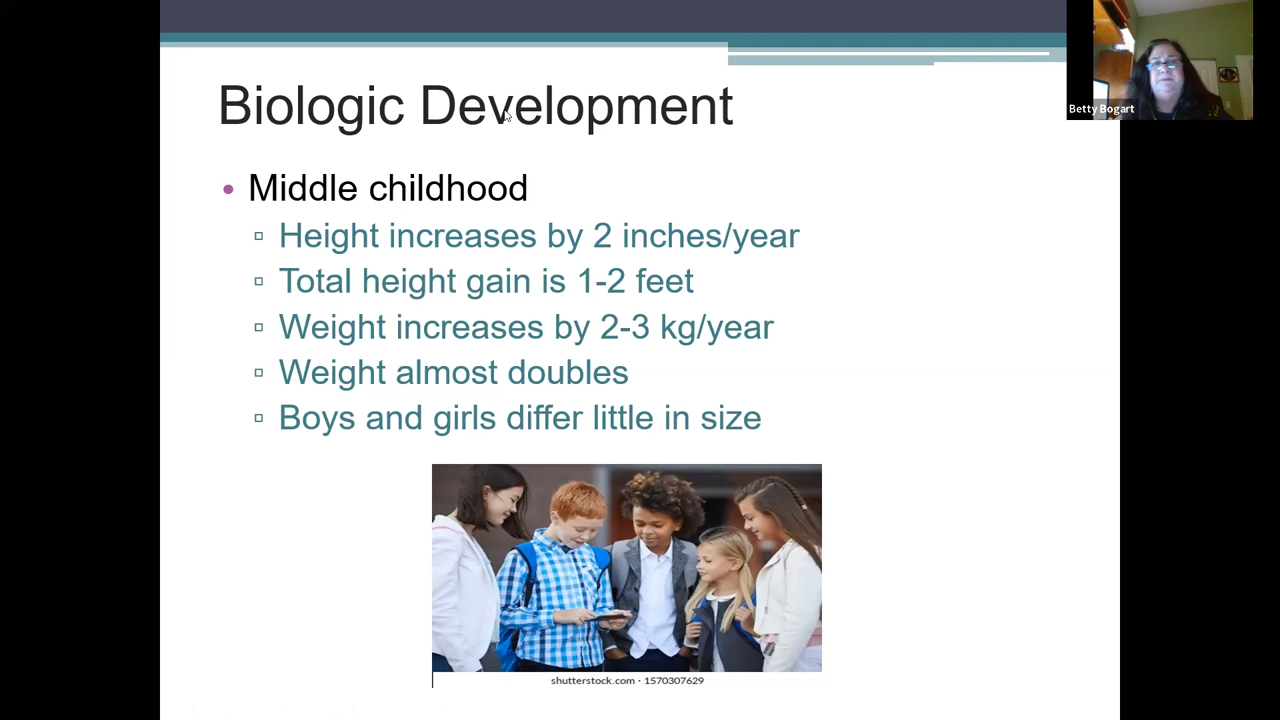 Biologic Development
Betty Bogart
• Middle childhood
▫ Height increases by 2 inches/year
▫ Total height gain is 1-2 feet
▫ Weight increases by 2-3 kg/year
▫ Weight almost doubles
▫ Boys and girls differ little in size
shutterstock.com · 1570307629